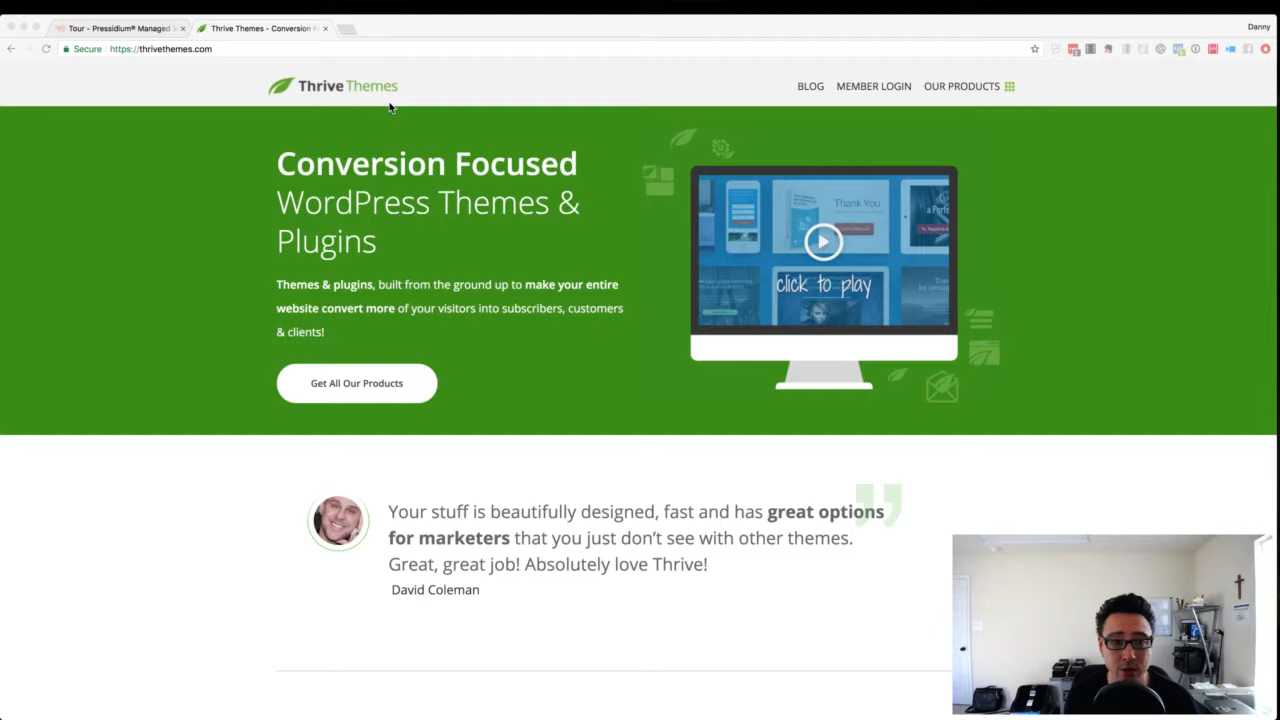 Tour - Pressidium® Managed
Thrive Themes - Conversion F
Danny
Secure
https://thrivethemes.com
Thrive Themes
BLOG
MEMBER LOGIN
OUR PRODUCTS
Conversion Focused
WordPress Themes &
Plugins
Themes & plugins, built from the ground up to make your entire
website convert more of your visitors into subscribers, customers
& clients!
Get All Our Products
Thank You
click to play
Your stuff is beautifully designed, fast and has great options
for marketers that you just don't see with other themes.
Great, great job! Absolutely love Thrive!
David Coleman